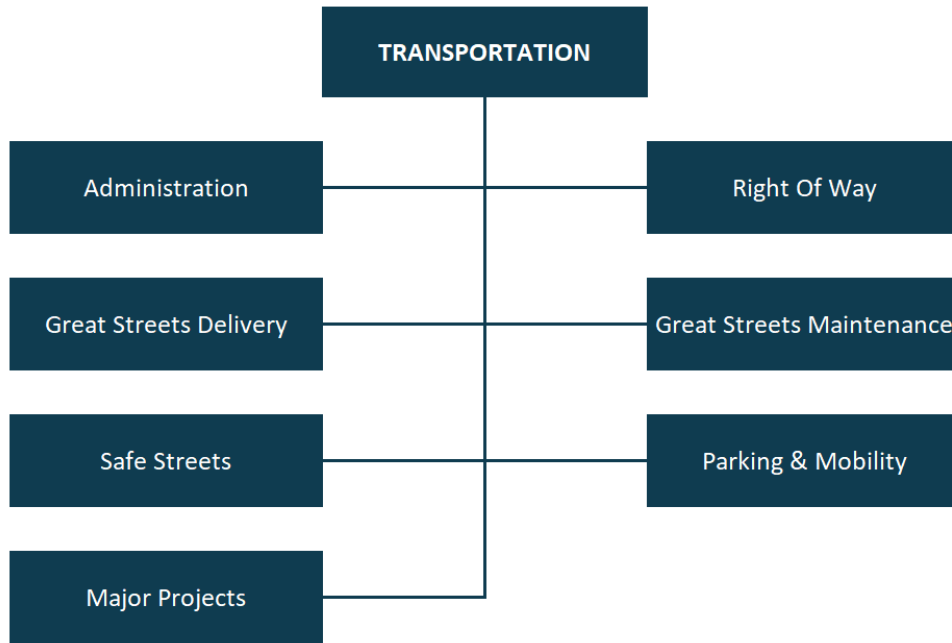 TRANSPORTATION
Administration
Right Of Way
Great Streets Delivery
Great Streets Maintenance
Safe Streets
Parking & Mobility
Major Projects